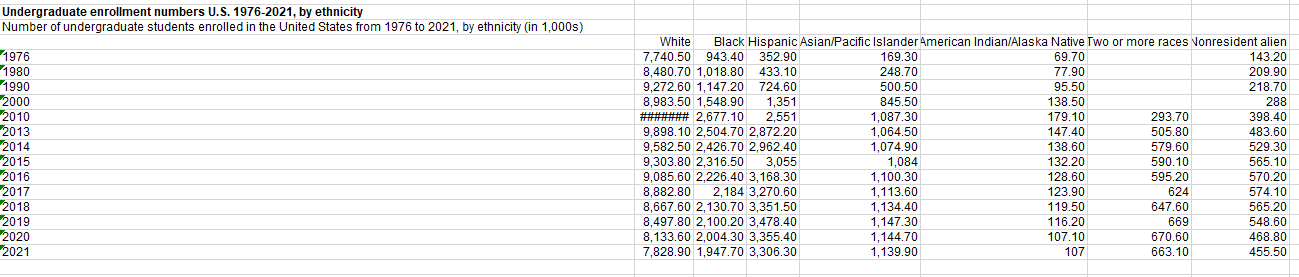 Undergraduate enrollment numbers U.S. 1976-2021, by ethnicity
Number of undergraduate students enrolled in the United States from 1976 to 2021, by ethnicity (in 1,000s)
White Black Hispanic Asian/Pacific Islander American Indian/Alaska Native Two or more races Nonresident alien
1976 7,740.50 943.40 352.90 169.30 69.70 143.20
1980 8,480.70 1,018.80 433.10 248.70 77.90 209.90
1990 9,272.60 1,147.20 724.60 500.50 95.50 218.70
2000 8,983.50 1,548.90 1,351 845.50 138.50 288
2010 ####### 2,677.10 2,551 1,087.30 179.10 293.70 398.40
2013 9,898.10 2,504.70 2,872.20 1,064.50 147.40 505.80 483.60
2014 9,582.50 2,426.70 2,962.40 1,074.90 138.60 579.60 529.30
2015 9,303.80 2,316.50 3,055 1,084 132.20 590.10 565.10
2016 9,085.60 2,226.40 3,168.30 1,100.30 128.60 595.20 570.20
2017 8,882.80 2,184 3,270.60 1,113.60 123.90 624 574.10
2018 8,667.60 2,130.70 3,351.50 1,134.40 119.50 647.60 565.20
2019 8,497.80 2,100.20 3,478.40 1,147.30 116.20 669 548.60
2020 8,133.60 2,004.30 3,355.40 1,144.70 107.10 670.60 468.80
2021 7,828.90 1,947.70 3,306.30 1,139.90 107 663.10 455.50